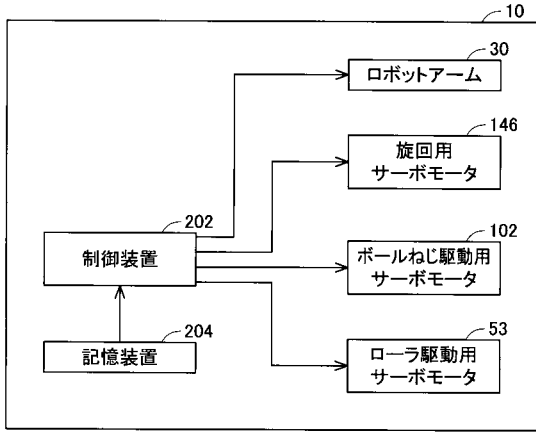 10
30
ロボットアーム
146
旋回用
サーボモータ
202
制御装置
102
ボールねじ駆動用
サーボモータ
204
記憶装置
53
ローラ駆動用
サーボモータ